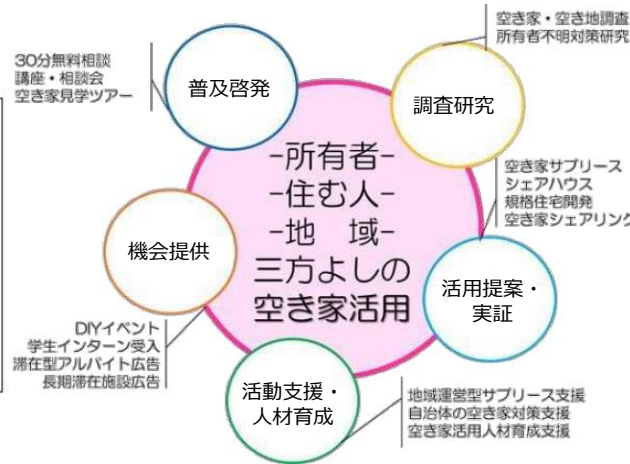 空き家・空き地調査
所有者不明対策研究
30分無料相談
講座・相談会
空き家見学ツアー
普及啓発
調査研究
-所有者-
-住む人-
-地　域-
三方よしの
空き家活用
空き家サブリース
シェアハウス
規格住宅開発
空き家シェアリング
機会提供
活用提案・
実証
DIYイベント
学生インターン受入
滞在型アルバイト広告
長期滞在施設広告
活動支援・
人材育成
地域運営型サブリース支援
自治体の空き家対策支援
空き家活用人材育成支援